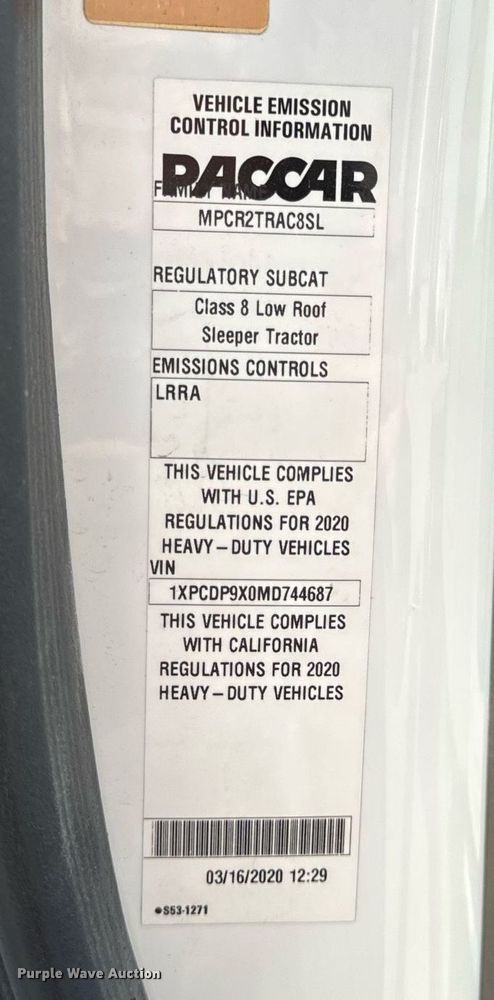 VEHICLE EMISSION
CONTROL INFORMATION
PACCAR
FAMILY NAME
MPCR2TRAC8SL
REGULATORY SUBCAT
Class 8 Low Roof
Sleeper Tractor
EMISSIONS CONTROLS
LRRA
THIS VEHICLE COMPLIES
WITH U.S. EPA
REGULATIONS FOR 2020
HEAVY-DUTY VEHICLES
VIN
1XPCDP9X0MD744687
THIS VEHICLE COMPLIES
WITH CALIFORNIA
REGULATIONS FOR 2020
HEAVY-DUTY VEHICLES
03/16/2020 12:29
S53-1271
Purple Wave Auction